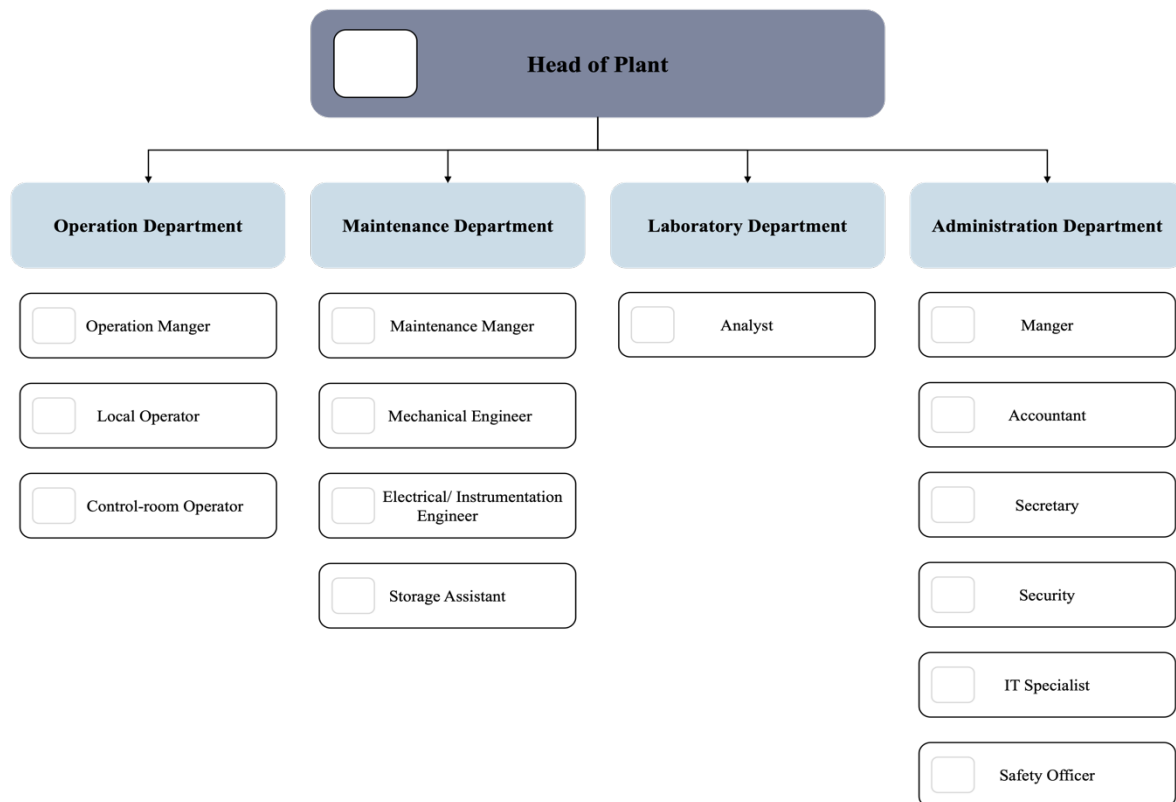 Head of Plant
Operation Department
Maintenance Department
Laboratory Department
Administration Department
Operation Manger
Maintenance Manger
Analyst
Manger
Local Operator
Mechanical Engineer
Accountant
Control-room Operator
Electrical/ Instrumentation
Engineer
Secretary
Storage Assistant
Security
IT Specialist
Safety Officer